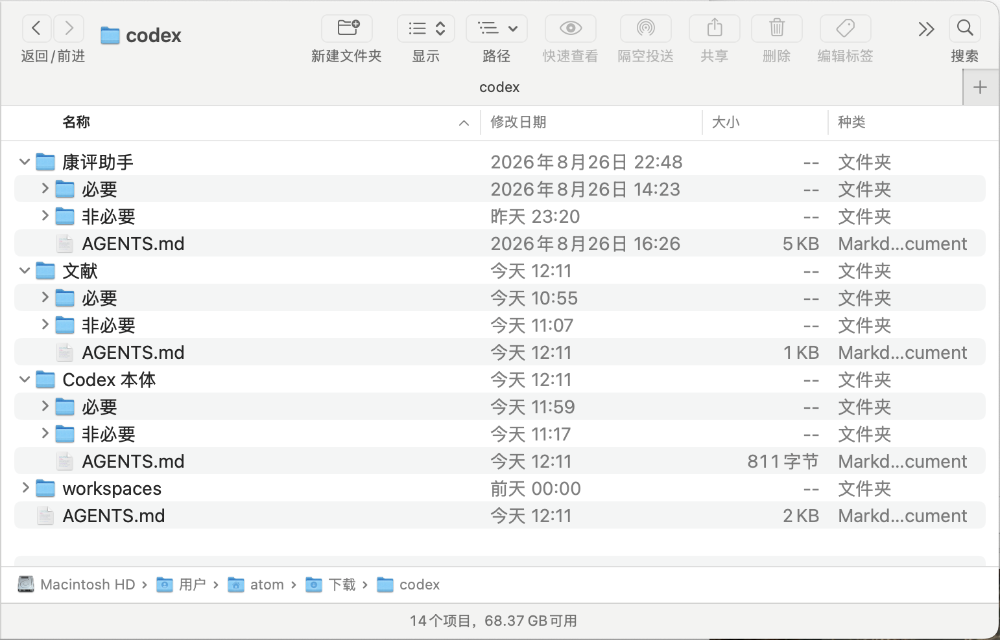 codex
返回/前进
新建文件夹
显示
路径
快速查看
隔空投送
共享
删除
编辑标签
搜索
codex
名称 修改日期 大小 种类
康评助手 2026年8月26日 22:48 -- 文件夹
必要 2026年8月26日 14:23 -- 文件夹
非必要 昨天 23:20 -- 文件夹
AGENTS.md 2026年8月26日 16:26 5 KB Markd...cument
文献 今天 12:11 -- 文件夹
必要 今天 10:55 -- 文件夹
非必要 今天 11:07 -- 文件夹
AGENTS.md 今天 12:11 1 KB Markd...cument
Codex 本体 今天 12:11 -- 文件夹
必要 今天 11:59 -- 文件夹
非必要 今天 11:17 -- 文件夹
AGENTS.md 今天 12:11 811 字节 Markd...cument
workspaces 前天 00:00 -- 文件夹
AGENTS.md 今天 12:11 2 KB Markd...cument
Macintosh HD › 用户 › atom › 下载 › codex
14个项目，68.37 GB可用